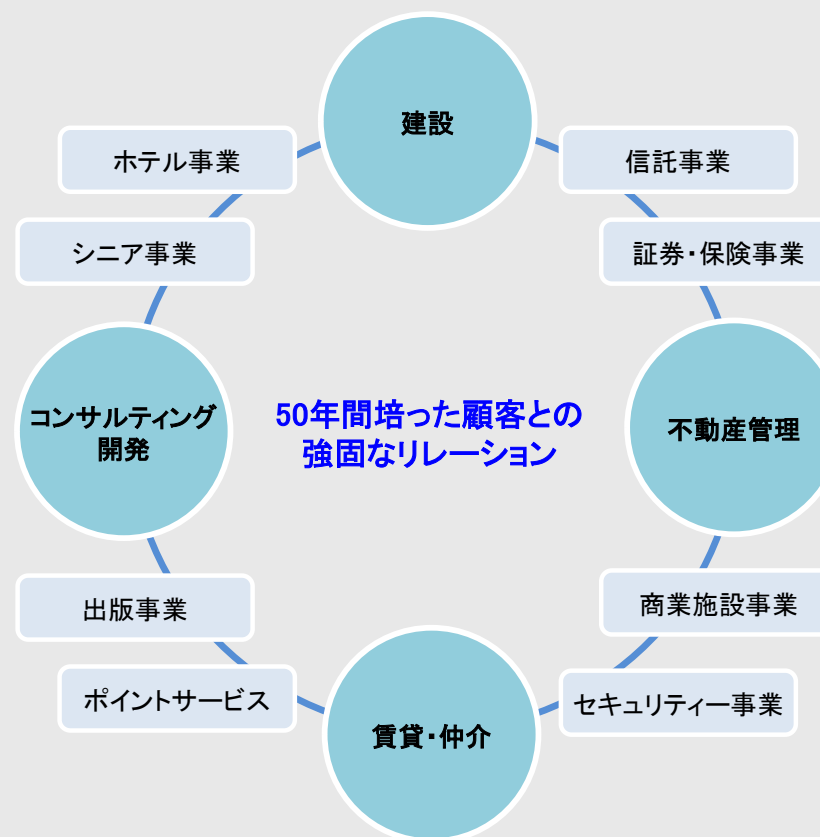 建設
ホテル事業
信託事業
シニア事業
証券・保険事業
コンサルティング
開発
50年間培った顧客との
強固なリレーション
不動産管理
出版事業
商業施設事業
ポイントサービス
セキュリティー事業
賃貸・仲介